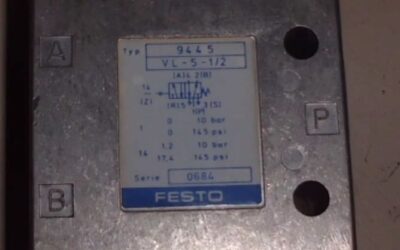 A
Typ 9445
VL-5-1/2
[A]4 2[B]
14
[Z]
[R]5 3[S]
1[P]
P
0 10 bar
1
0 145 psi
1,2 10 bar
14
17,4 145 psi
B
Serie 0684
FESTO